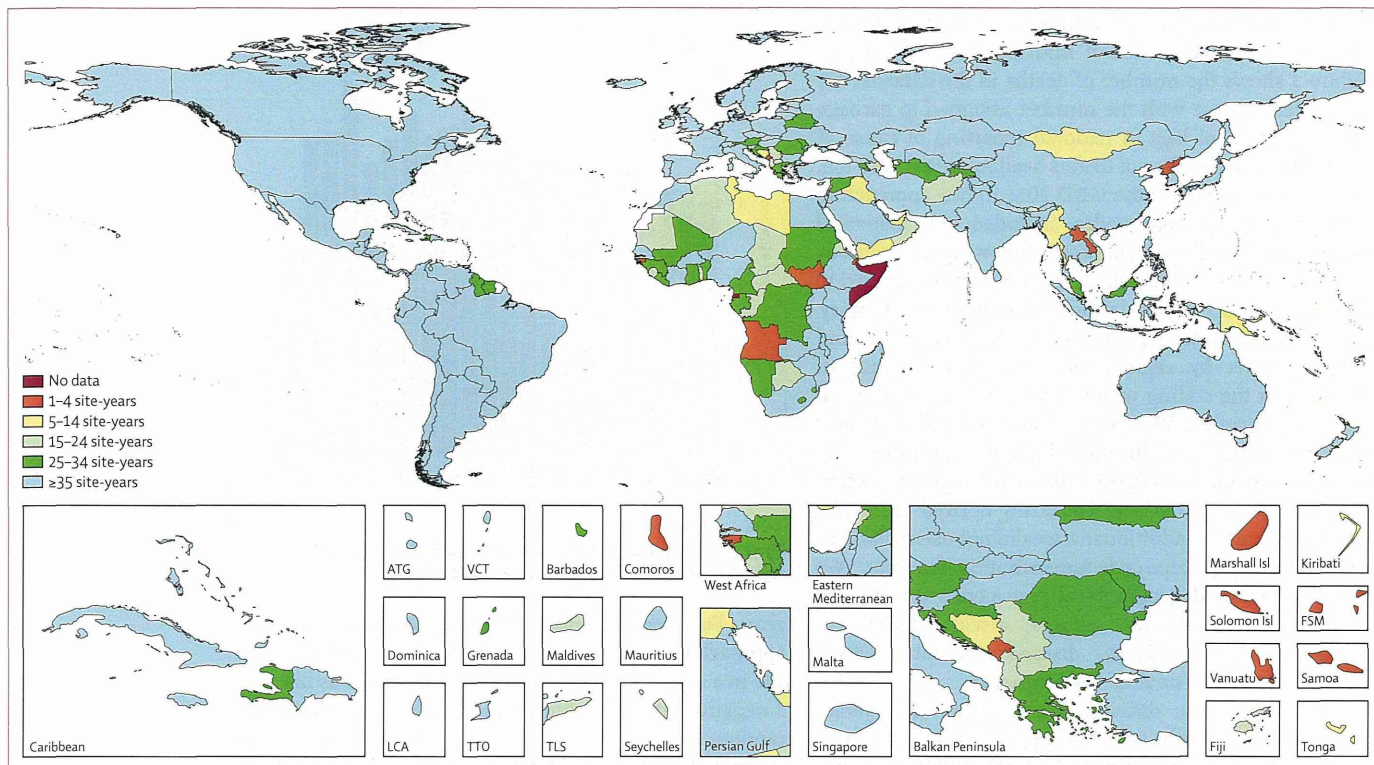 No data
1–4 site-years
5–14 site-years
15–24 site-years
25–34 site-years
≥35 site-years
Caribbean
ATG
VCT
Barbados
Comoros
West Africa
Eastern
Mediterranean
Dominica
Grenada
Maldives
Mauritius
LCA
TTO
TLS
Seychelles
Persian Gulf
Malta
Singapore
Balkan Peninsula
Marshall Isl
Kiribati
Solomon Isl
FSM
Vanuatu
Samoa
Fiji
Tonga